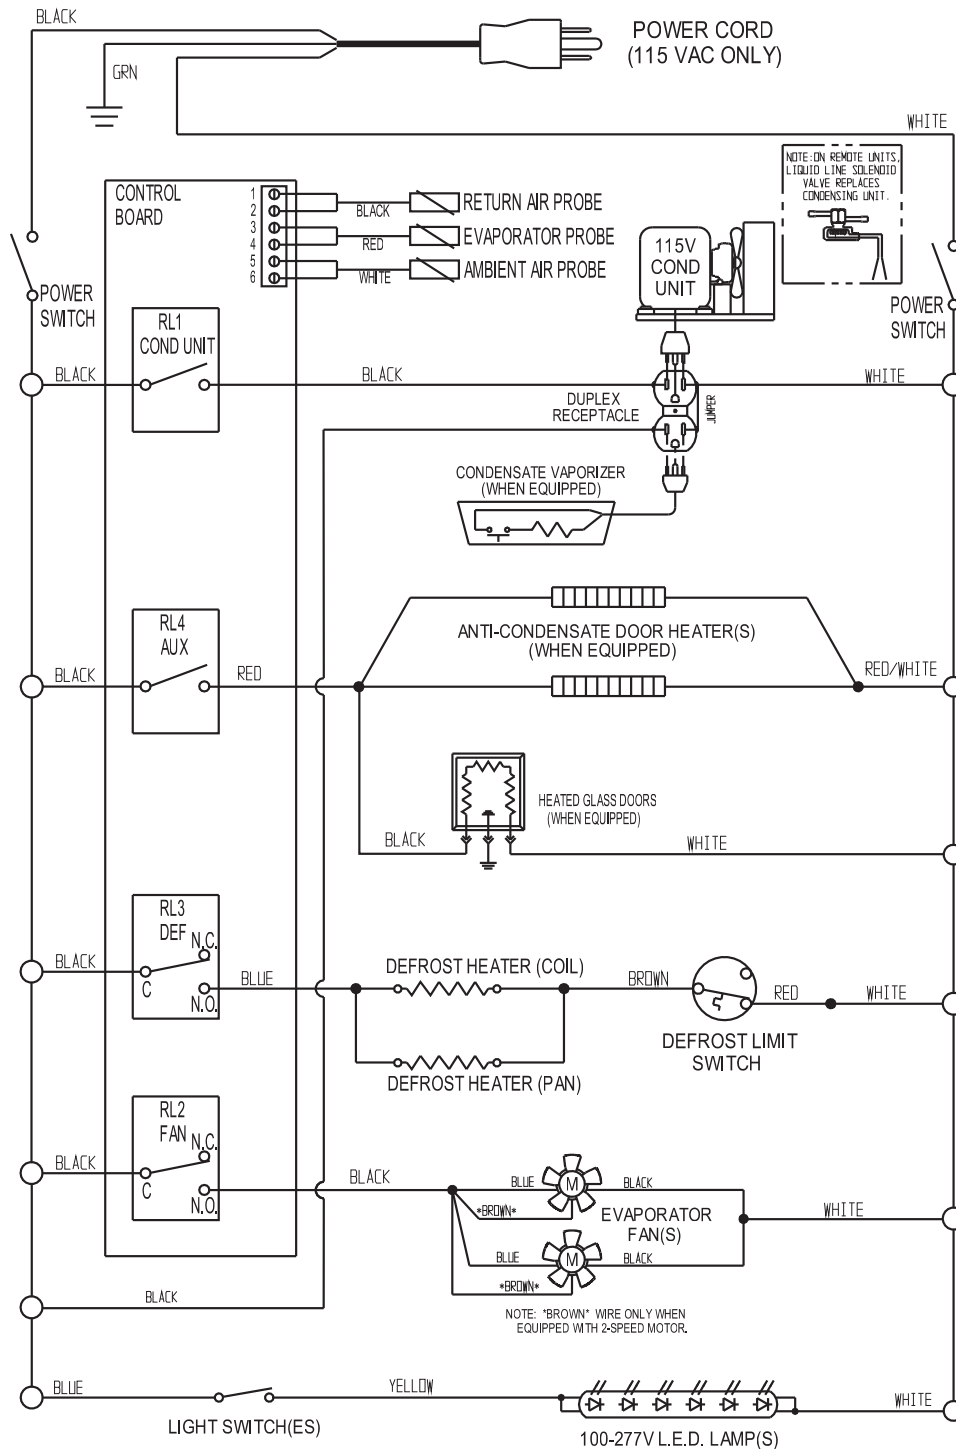 BLACK
POWER CORD
(115 VAC ONLY)
GRN
WHITE
NOTE: ON REMOTE UNITS,
LIQUID LINE SOLENOID
VALVE REPLACES
CONDENSING UNIT.
CONTROL
BOARD
1
2
3
4
5
6
BLACK
RETURN AIR PROBE
RED
EVAPORATOR PROBE
WHITE
AMBIENT AIR PROBE
115V
COND
UNIT
POWER
SWITCH
POWER
SWITCH
RL1
COND UNIT
BLACK
BLACK
WHITE
DUPLEX
RECEPTACLE
JUMPER
CONDENSATE VAPORIZER
(WHEN EQUIPPED)
RL4
AUX
BLACK
RED
ANTI-CONDENSATE DOOR HEATER(S)
(WHEN EQUIPPED)
RED/WHITE
HEATED GLASS DOORS
(WHEN EQUIPPED)
BLACK
WHITE
RL3
DEF
N.C.
BLACK
C
N.O.
BLUE
DEFROST HEATER (COIL)
BROWN
RED
WHITE
DEFROST LIMIT
SWITCH
DEFROST HEATER (PAN)
RL2
FAN
N.C.
BLACK
C
N.O.
BLACK
BLUE
M
BLACK
*BROWN*
EVAPORATOR
FAN(S)
WHITE
BLUE
M
BLACK
*BROWN*
NOTE: *BROWN* WIRE ONLY WHEN
EQUIPPED WITH 2-SPEED MOTOR.
BLACK
BLUE
YELLOW
WHITE
LIGHT SWITCH(ES)
100-277V L.E.D. LAMP(S)